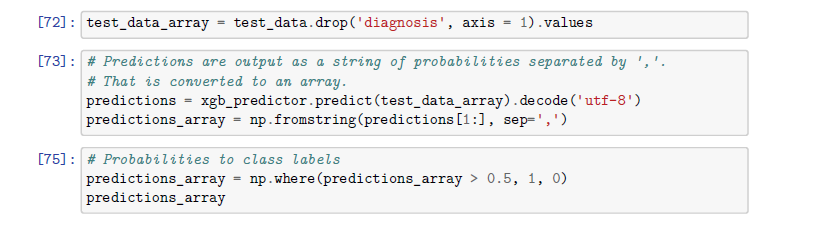 [72]: test_data_array = test_data.drop('diagnosis', axis = 1).values
[73]: # Predictions are output as a string of probabilities separated by ','.
# That is converted to an array.
predictions = xgb_predictor.predict(test_data_array).decode('utf-8')
predictions_array = np.fromstring(predictions[1:], sep=',')
[75]: # Probabilities to class labels
predictions_array = np.where(predictions_array > 0.5, 1, 0)
predictions_array